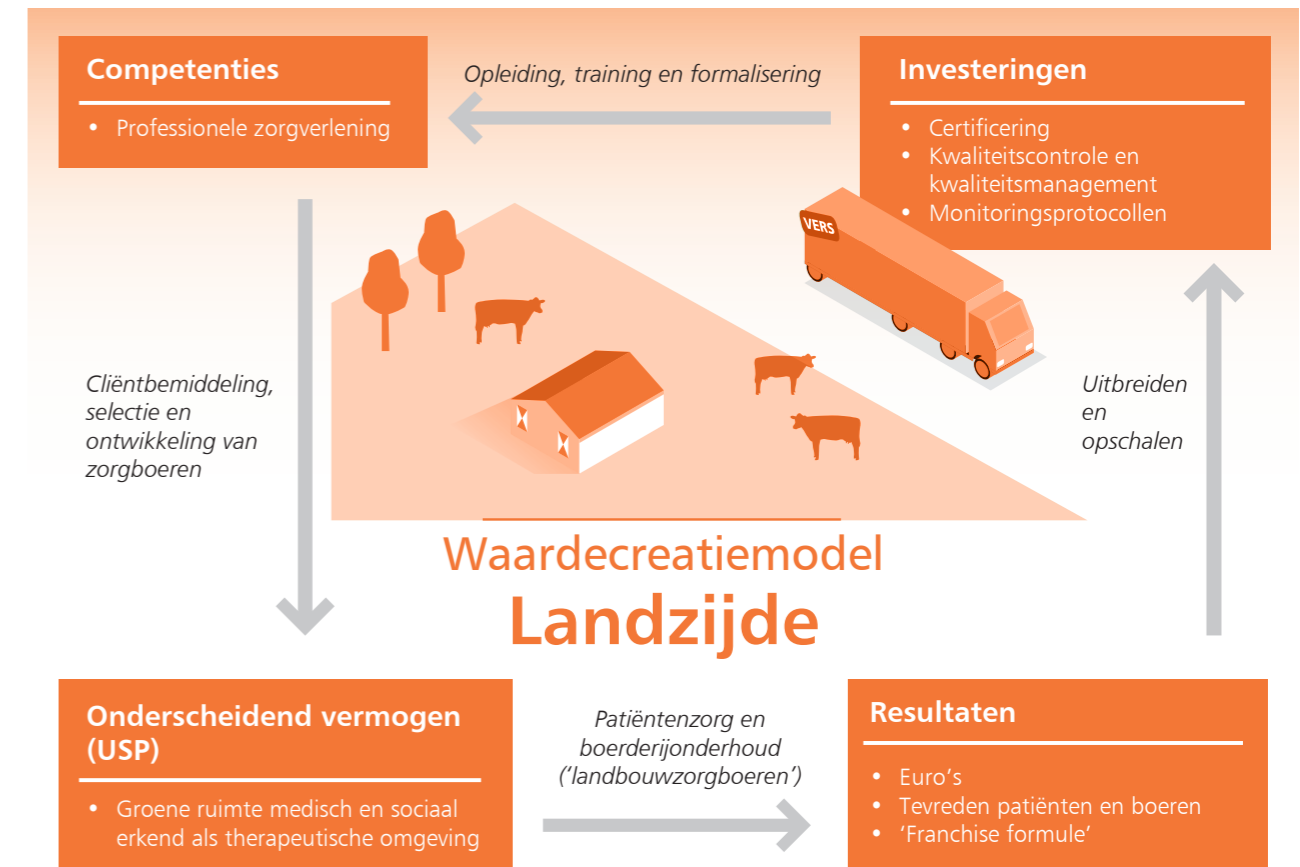 Competenties
• Professionele zorgverlening
Opleiding, training en formalisering
Investeringen
• Certificering
• Kwaliteitscontrole en
kwaliteitsmanagement
• Monitoringsprotocollen
VERS
Cliëntbemiddeling,
selectie en
ontwikkeling van
zorgboeren
Uitbreiden
en
opschalen
Waardecreatiemodel
Landzijde
Onderscheidend vermogen
(USP)
• Groene ruimte medisch en sociaal
erkend als therapeutische omgeving
Patiëntenzorg en
boerderijonderhoud
(‘landbouwzorgboeren’)
Resultaten
• Euro’s
• Tevreden patiënten en boeren
• ‘Franchise formule’